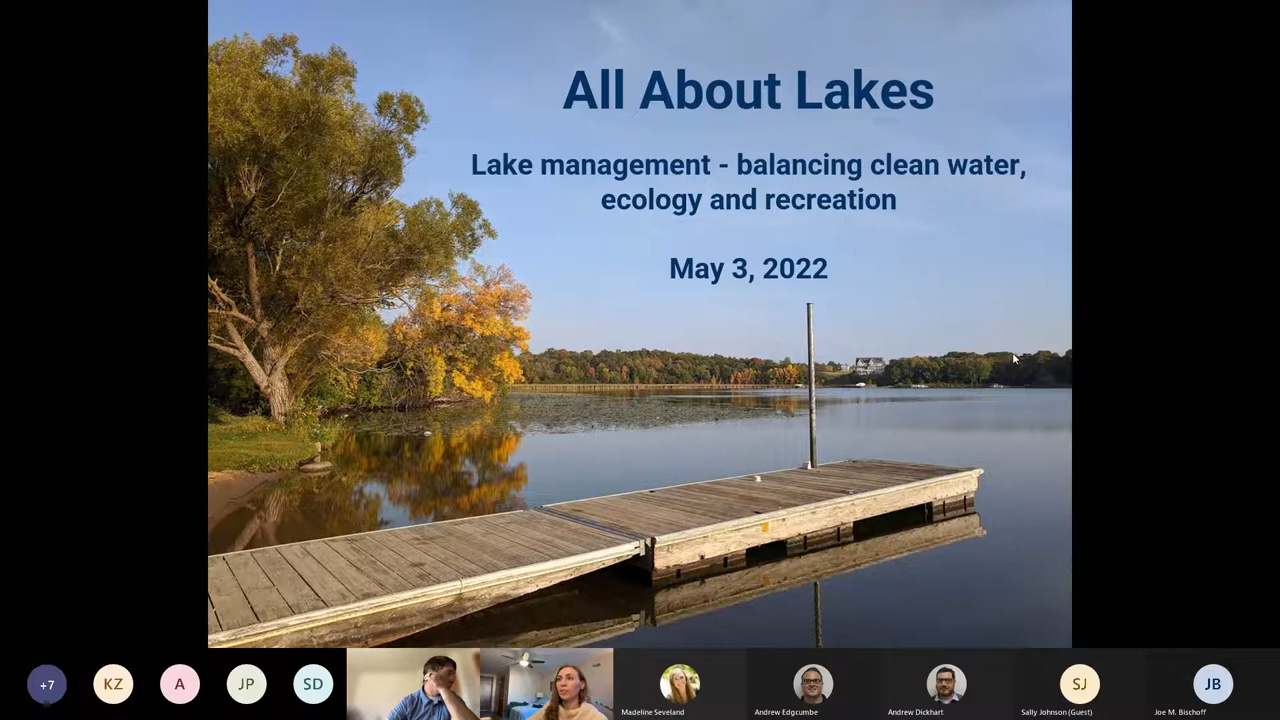 All About Lakes
Lake management - balancing clean water,
ecology and recreation
May 3, 2022
+7
KZ
A
JP
SD
SJ
JB
Madeline Seveland
Andrew Edgcumbe
Andrew Dickhart
Sally Johnson (Guest)
Joe M. Bischoff